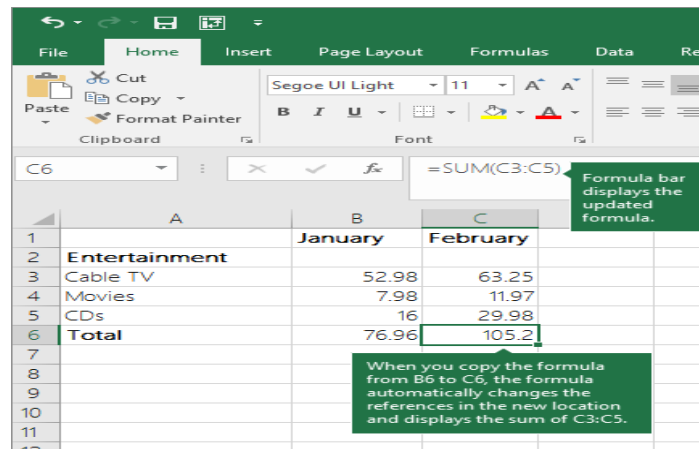 File Home Insert Page Layout Formulas Data Re
Cut
Segoe UI Light 11 A A
Copy
Paste
Format Painter
B I U A
Clipboard Font
C6 fx =SUM(C3:C5)
Formula bar
displays the
updated
formula.
A B C
1 January February
2 Entertainment
3 Cable TV 52.98 63.25
4 Movies 7.98 11.97
5 CDs 16 29.98
6 Total 76.96 105.2
7
8
9
10
11
When you copy the formula
from B6 to C6, the formula
automatically changes the
references in the new location
and displays the sum of C3:C5.